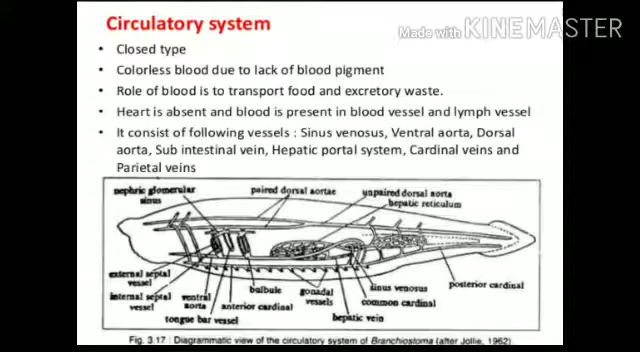 Circulatory system
Made with KINEMASTER
• Closed type
• Colorless blood due to lack of blood pigment
• Role of blood is to transport food and excretory waste.
• Heart is absent and blood is present in blood vessel and lymph vessel
• It consist of following vessels : Sinus venosus, Ventral aorta, Dorsal
aorta, Sub intestinal vein, Hepatic portal system, Cardinal veins and
Parietal veins
nephric glomerular
sinus
paired dorsal aortae
unpaired dorsal aorta
hepatic reticulum
external septal
vessel
internal septal
vessel
ventral
aorta
tongue bar vessel
anterior cardinal
bulbule
gonadal
vessels
hepatic vein
sinus venorus
common cardinal
posterior cardinal
Fig. 3.17 : Diagrammatic view of the circulatory system of Branchiostoma (after Jollie, 1962).